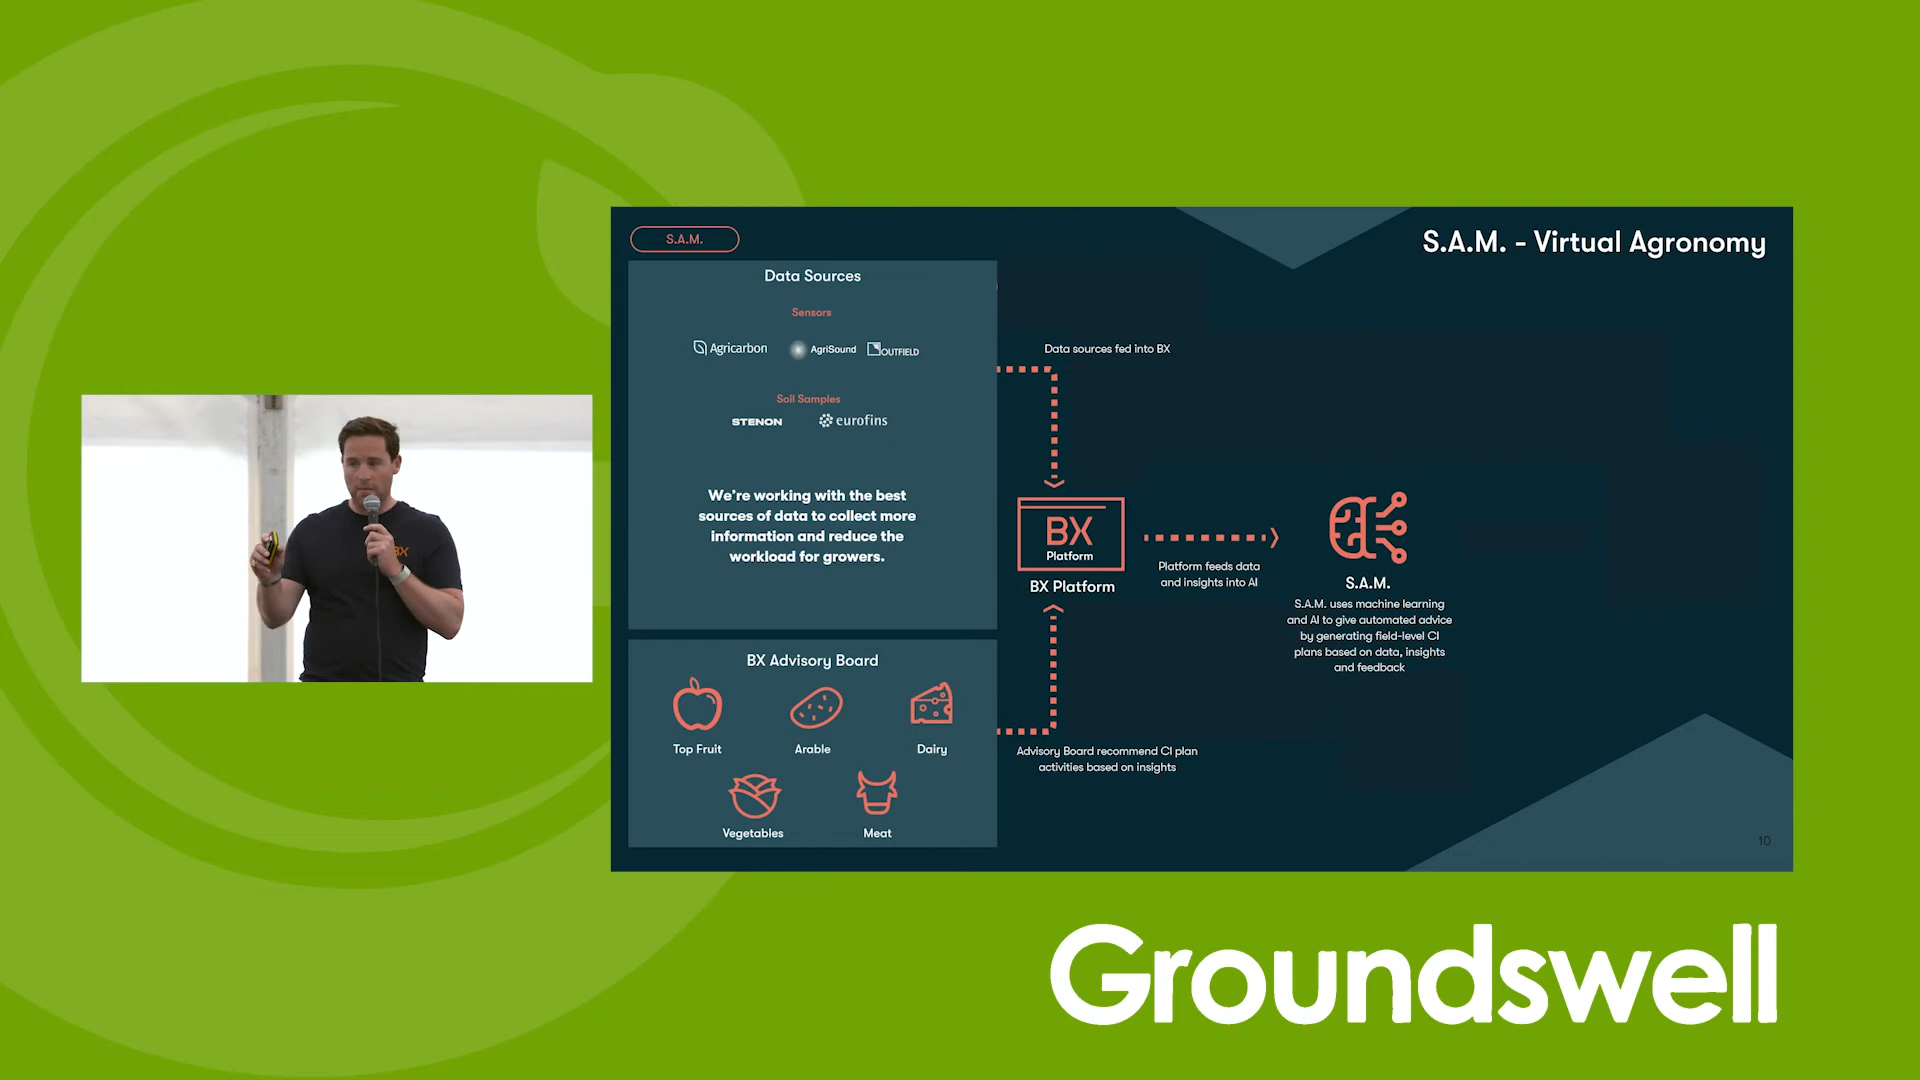 S.A.M.
S.A.M. - Virtual Agronomy
Data Sources
Sensors
Agricarbon
AgriSound
OUTFIELD
Soil Samples
STENON
eurofins
We're working with the best
sources of data to collect more
information and reduce the
workload for growers.
BX Advisory Board
Top Fruit
Arable
Dairy
Vegetables
Meat
Data sources fed into BX
BX
Platform
BX Platform
Advisory Board recommend CI plan
activities based on insights
Platform feeds data
and insights into AI
S.A.M.
S.A.M. uses machine learning
and AI to give automated advice
by generating field-level CI
plans based on data, insights
and feedback
10
BX
Groundswell